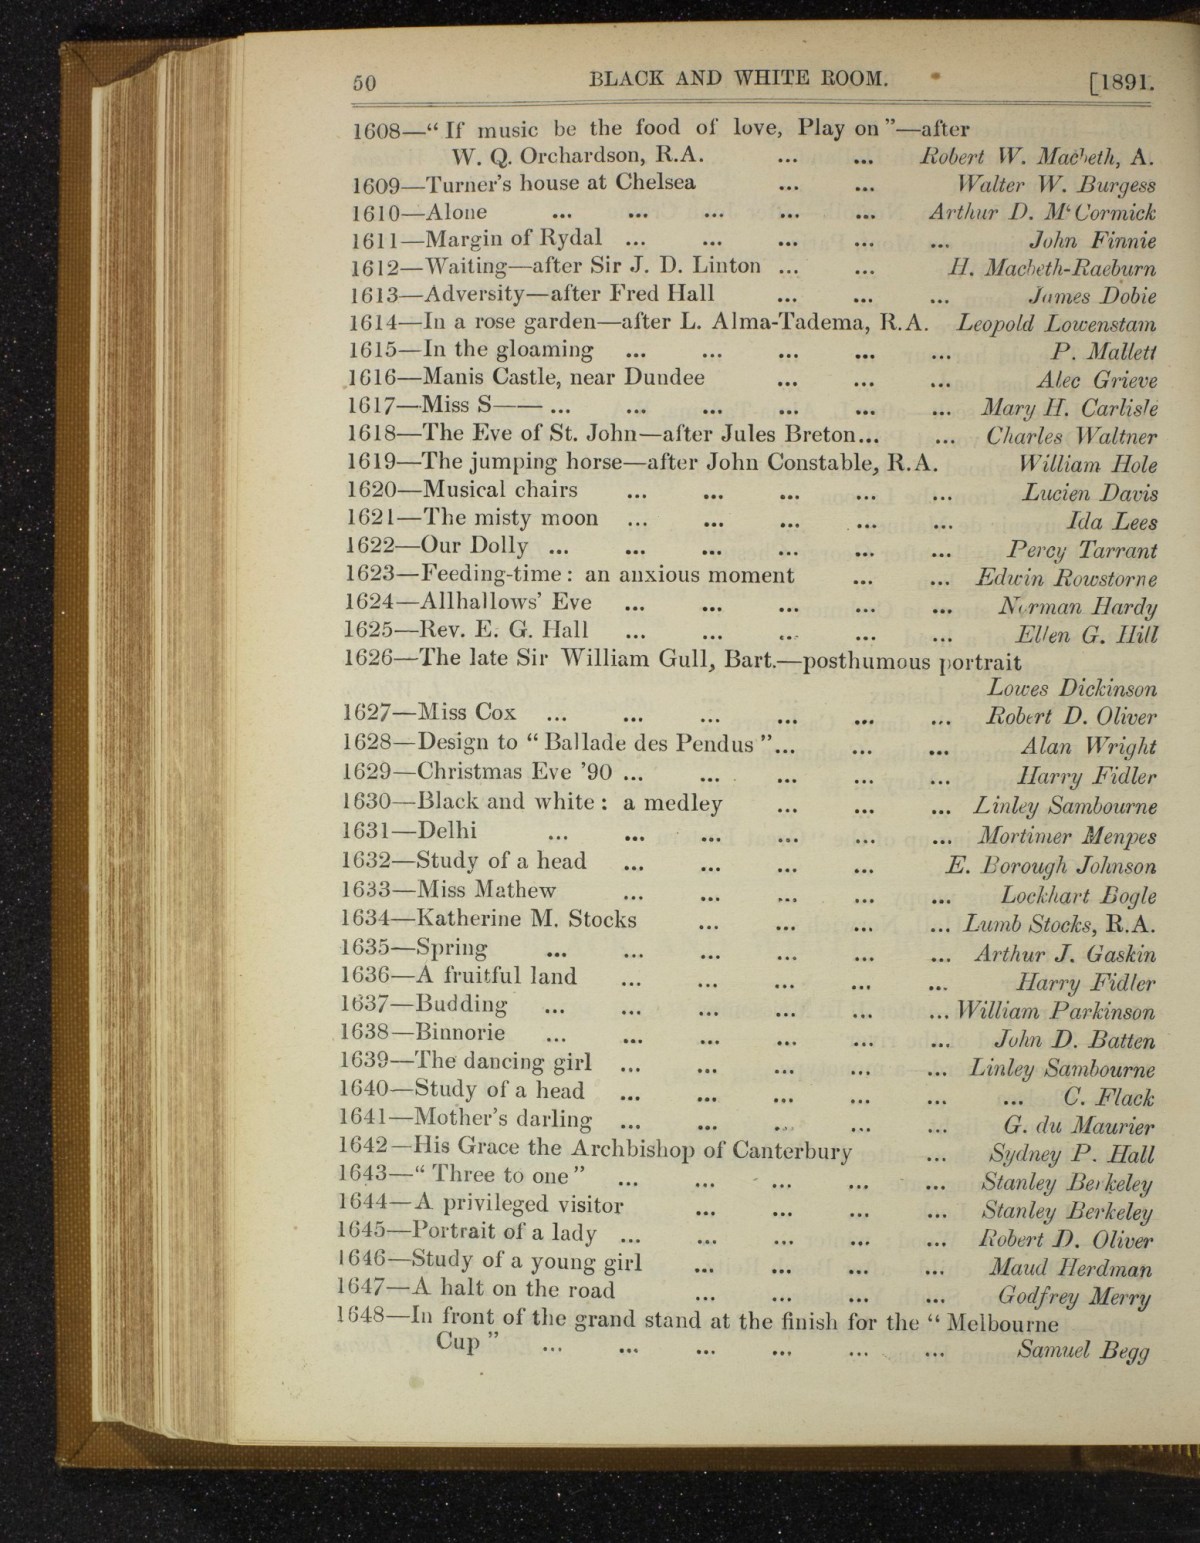 50 BLACK AND WHITE ROOM. [1891.
1608—“ If music be the food of love, Play on ”—after
W. Q. Orchardson, R.A. ... ... Robert W. Macbeth, A.
1609—Turner’s house at Chelsea ... ... Walter W. Burgess
1610—Alone ... ... ... ... ... Arthur D. McCormick
1611—Margin of Rydal ... ... ... ... ... John Finnie
1612—Waiting—after Sir J. D. Linton ... ... H. Macbeth-Raeburn
1613—Adversity—after Fred Hall ... ... ... James Dobie
1614—In a rose garden—after L. Alma-Tadema, R.A. Leopold Lowenstam
1615—In the gloaming ... ... ... ... ... P. Mallett
1616—Manis Castle, near Dundee ... ... ... Alec Grieve
1617—Miss S—— ... ... ... ... ... ... Mary H. Carlisle
1618—The Eve of St. John—after Jules Breton... ... Charles Waltner
1619—The jumping horse—after John Constable, R.A. William Hole
1620—Musical chairs ... ... ... ... ... Lucien Davis
1621—The misty moon ... ... ... ... ... Ida Lees
1622—Our Dolly ... ... ... ... ... ... Percy Tarrant
1623—Feeding-time : an anxious moment ... ... Edwin Rowstorne
1624—Allhallows’ Eve ... ... ... ... ... Norman Hardy
1625—Rev. E. G. Hall ... ... ... ... ... Ellen G. Hill
1626—The late Sir William Gull, Bart.—posthumous portrait
Lowes Dickinson
1627—Miss Cox ... ... ... ... ... ... Robert D. Oliver
1628—Design to “ Ballade des Pendus ”... ... ... Alan Wright
1629—Christmas Eve ’90 ... ... ... ... ... Harry Fidler
1630—Black and white : a medley ... ... ... Linley Sambourne
1631—Delhi ... ... ... ... ... ... Mortimer Menpes
1632—Study of a head ... ... ... ... E. Borough Johnson
1633—Miss Mathew ... ... ... ... ... Lockhart Bogle
1634—Katherine M. Stocks ... ... ... ... Lumb Stocks, R.A.
1635—Spring ... ... ... ... ... ... Arthur J. Gaskin
1636—A fruitful land ... ... ... ... ... Harry Fidler
1637—Budding ... ... ... ... ... ... William Parkinson
1638—Binnorie ... ... ... ... ... ... John D. Batten
1639—The dancing girl ... ... ... ... ... Linley Sambourne
1640—Study of a head ... ... ... ... ... ... C. Flack
1641—Mother’s darling ... ... ... ... ... G. du Maurier
1642—His Grace the Archbishop of Canterbury ... Sydney P. Hall
1643—“ Three to one ” ... ... ... ... ... Stanley Berkeley
1644—A privileged visitor ... ... ... ... Stanley Berkeley
1645—Portrait of a lady ... ... ... ... ... Robert D. Oliver
1646—Study of a young girl ... ... ... ... Maud Herdman
1647—A halt on the road ... ... ... ... Godfrey Merry
1648—In front of the grand stand at the finish for the “ Melbourne
Cup ” ... ... ... ... ... ... Samuel Begg